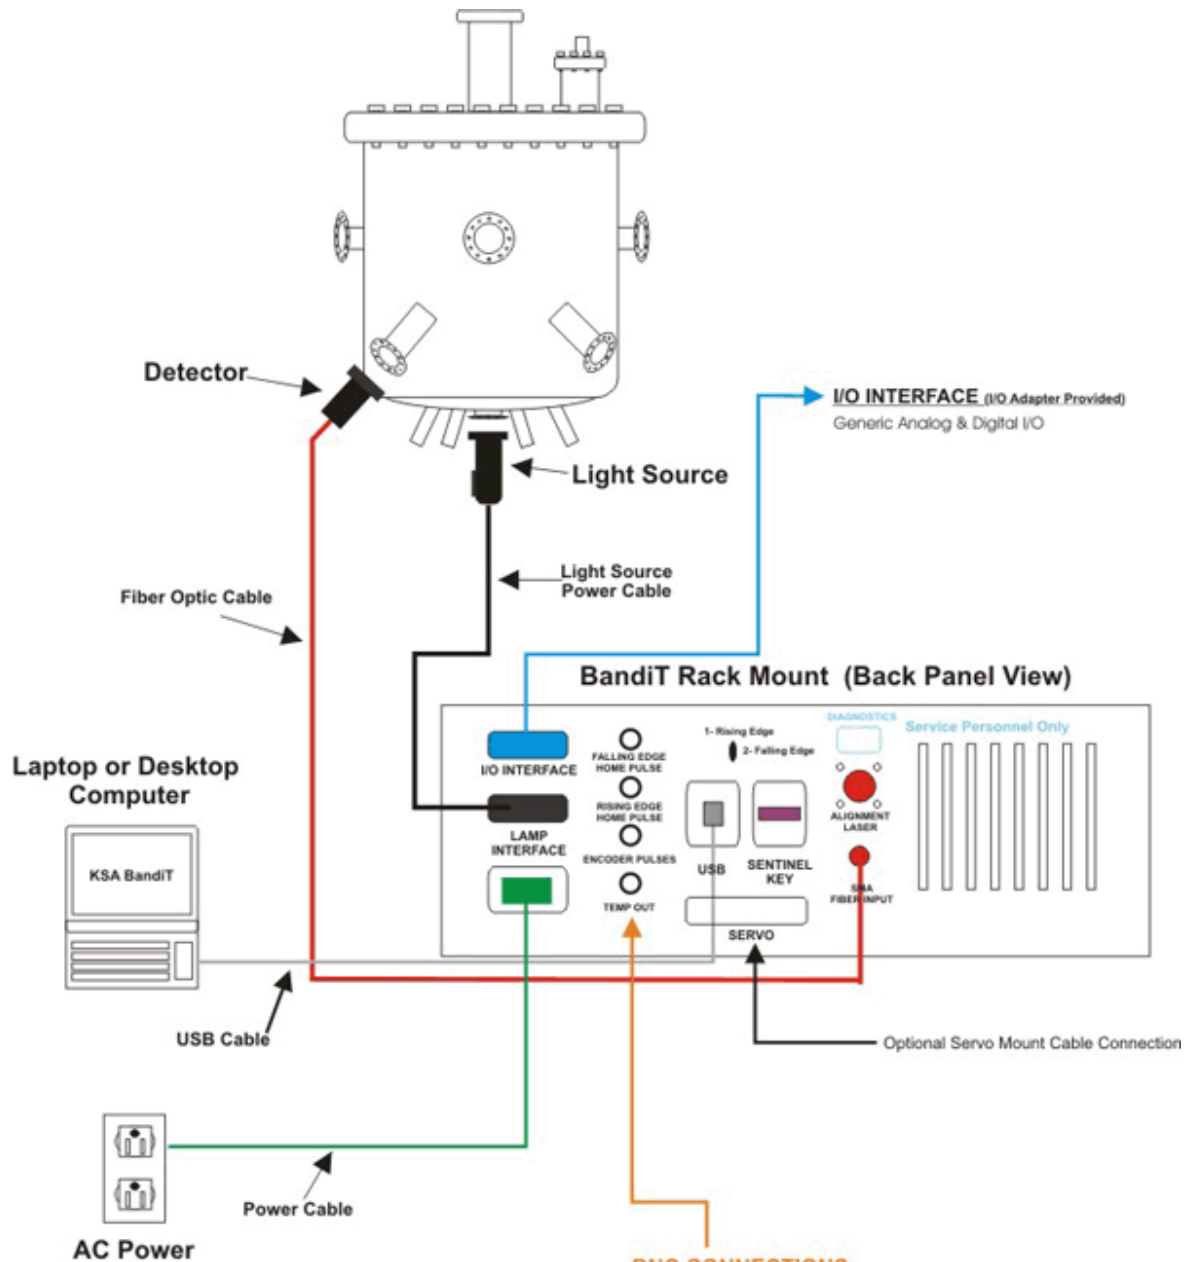 Detector
I/O INTERFACE (I/O Adapter Provided)
Generic Analog & Digital I/O
Light Source
Light Source
Power Cable
Fiber Optic Cable
BandiT Rack Mount (Back Panel View)
DIAGNOSTICS
Service Personnel Only
1- Rising Edge
2- Falling Edge
I/O INTERFACE
FALLING EDGE
HOME PULSE
RISING EDGE
HOME PULSE
ALIGNMENT
LASER
LAMP
INTERFACE
ENCODER PULSES
USB
SENTINEL
KEY
SMA
FIBER INPUT
TEMP OUT
SERVO
Laptop or Desktop
Computer
KSA BandiT
USB Cable
Optional Servo Mount Cable Connection
Power Cable
AC Power
BNC CONNECTIONS